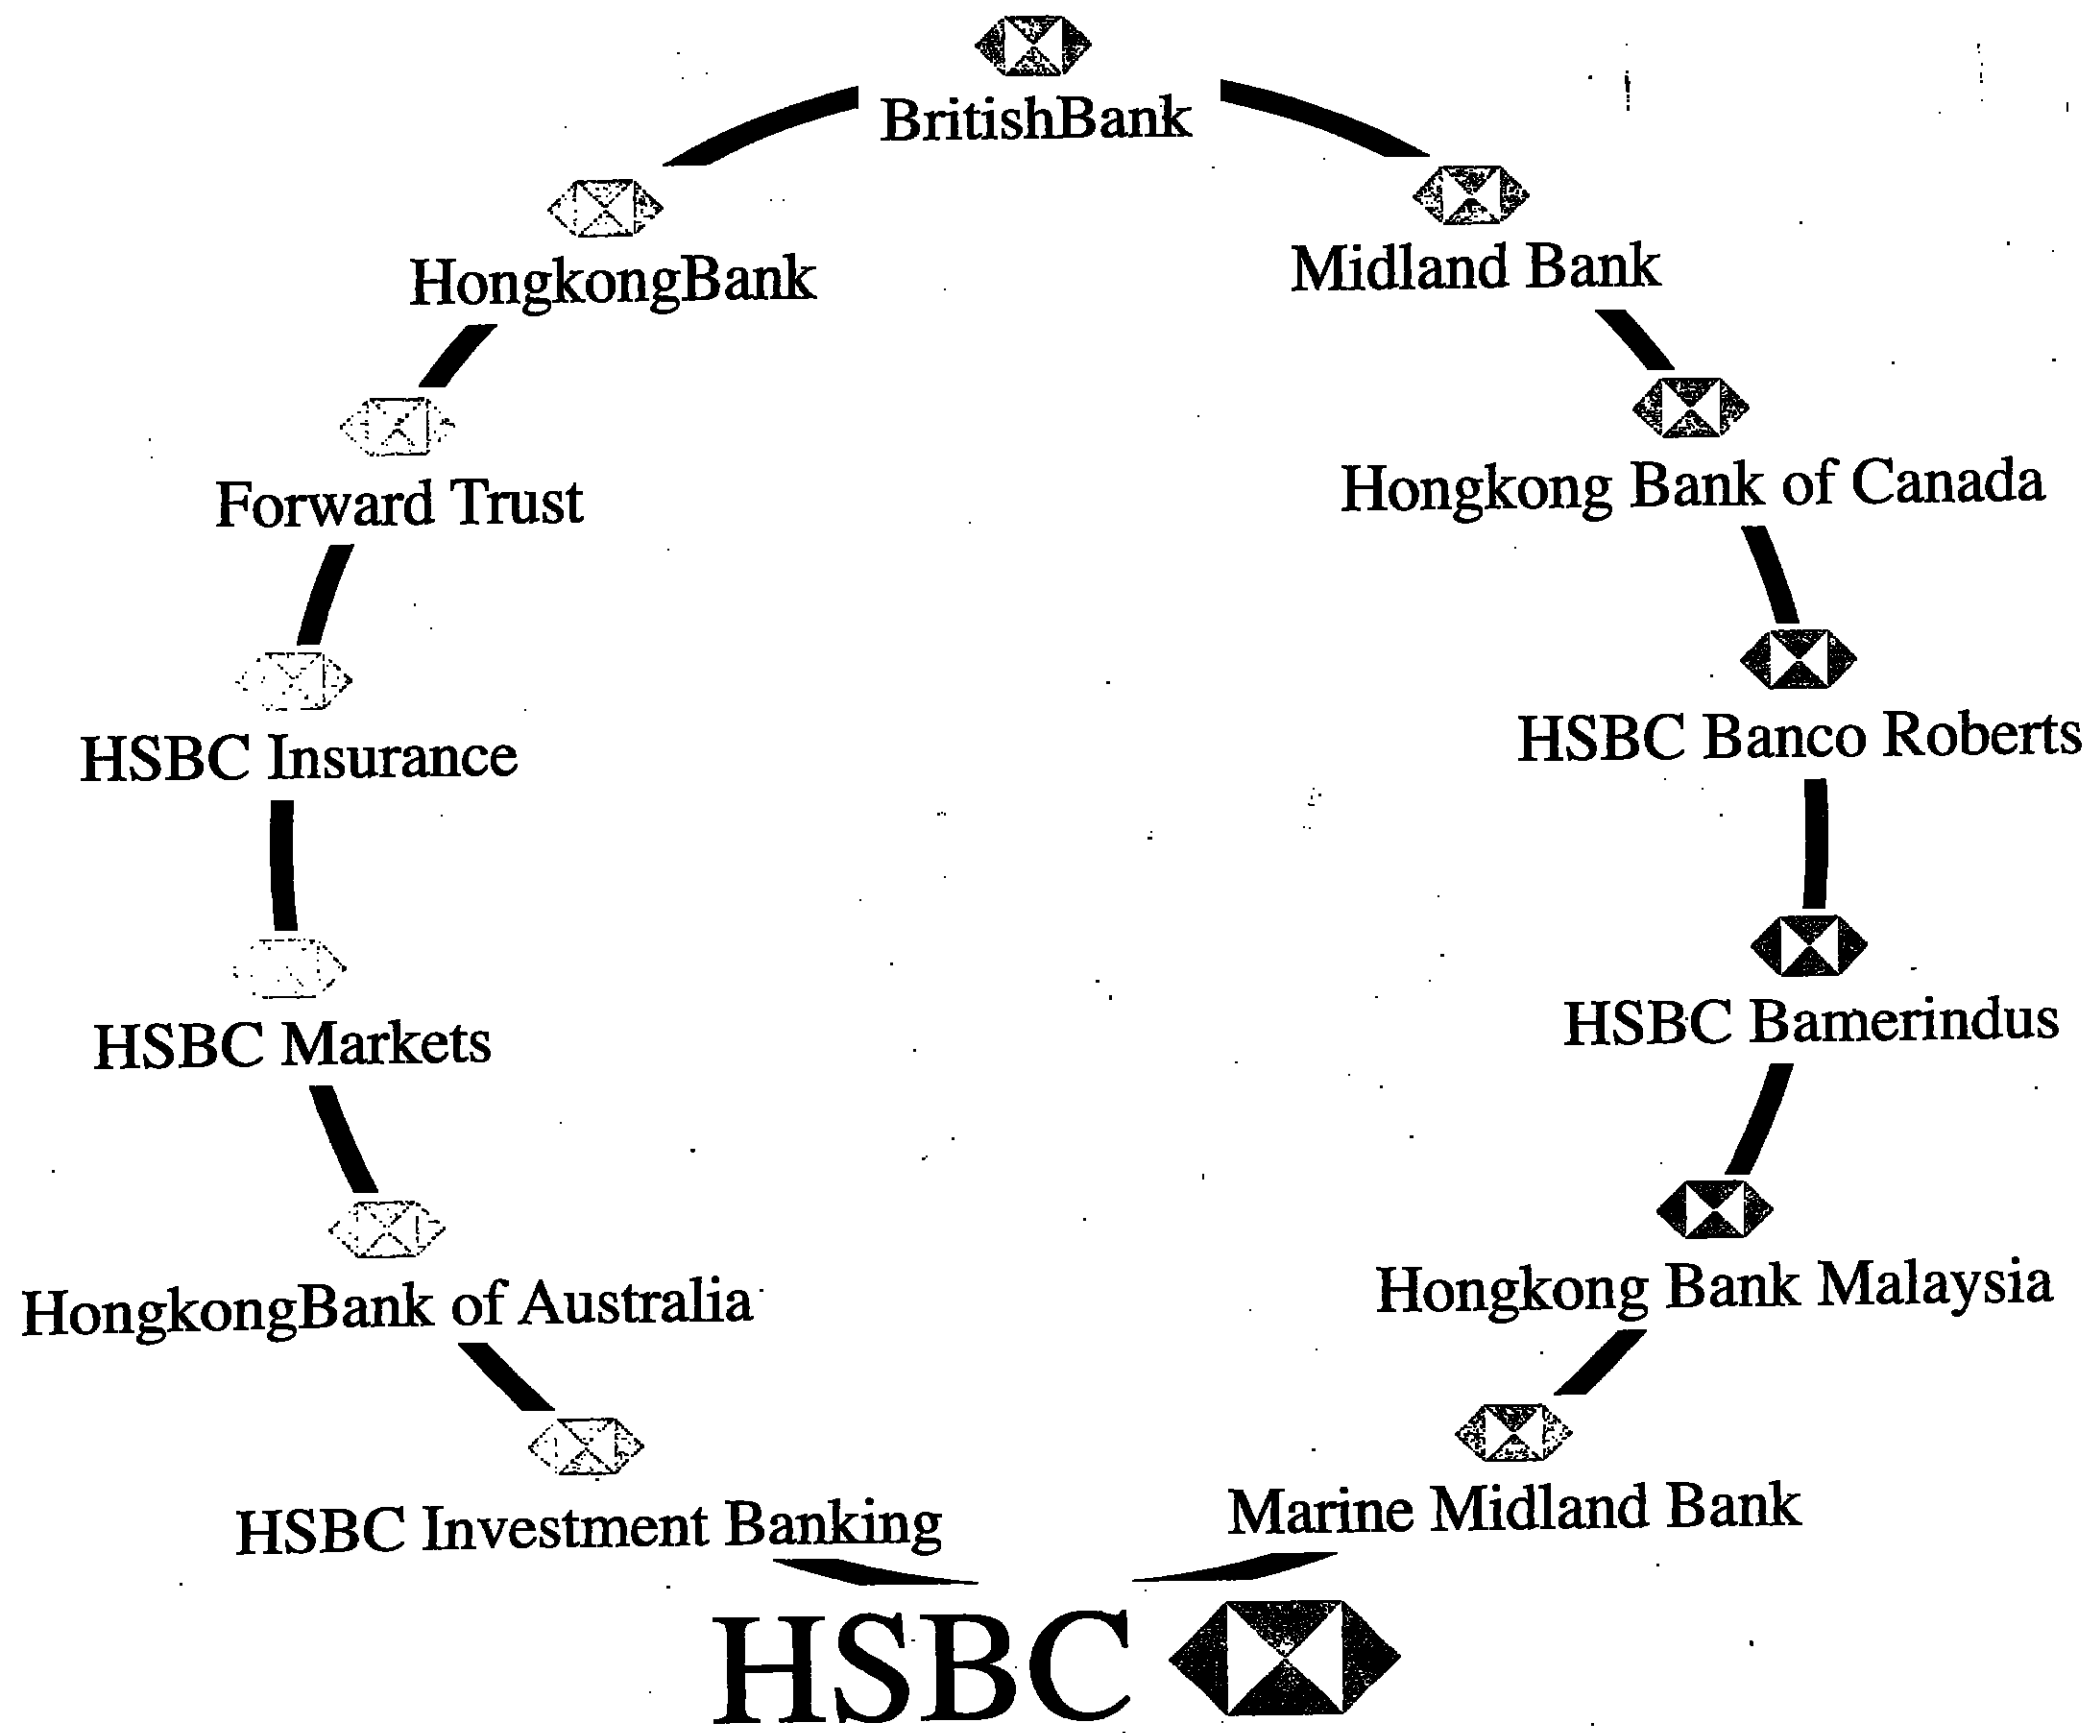 BritishBank
HongkongBank
Midland Bank
Forward Trust
Hongkong Bank of Canada
HSBC Insurance
HSBC Banco Roberts
HSBC Markets
HSBC Bamerindus
HongkongBank of Australia
Hongkong Bank Malaysia
HSBC Investment Banking
Marine Midland Bank
HSBC